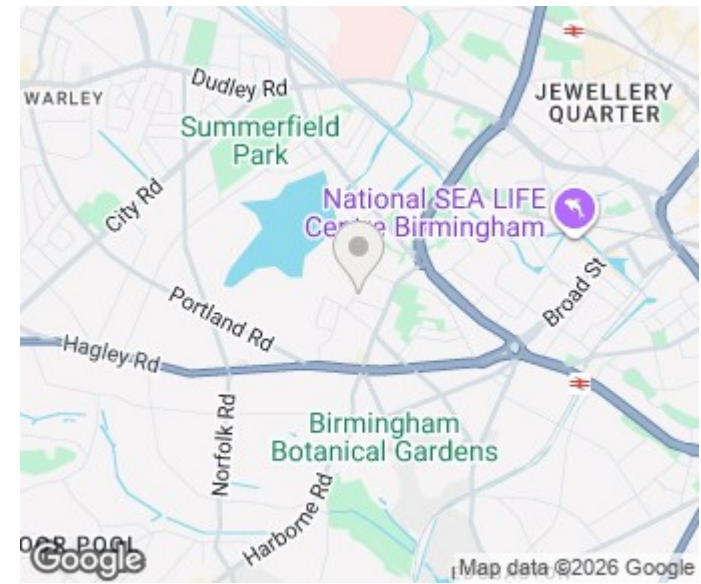 Dudley Rd
WARLEY
JEWELLERY
QUARTER
Summerfield
Park
City Rd
National SEA LIFE
Centre Birmingham
Broad St
Portland Rd
Hagley Rd
Norfolk Rd
Birmingham
Botanical Gardens
Harborne Rd
Google
Map data ©2026 Google